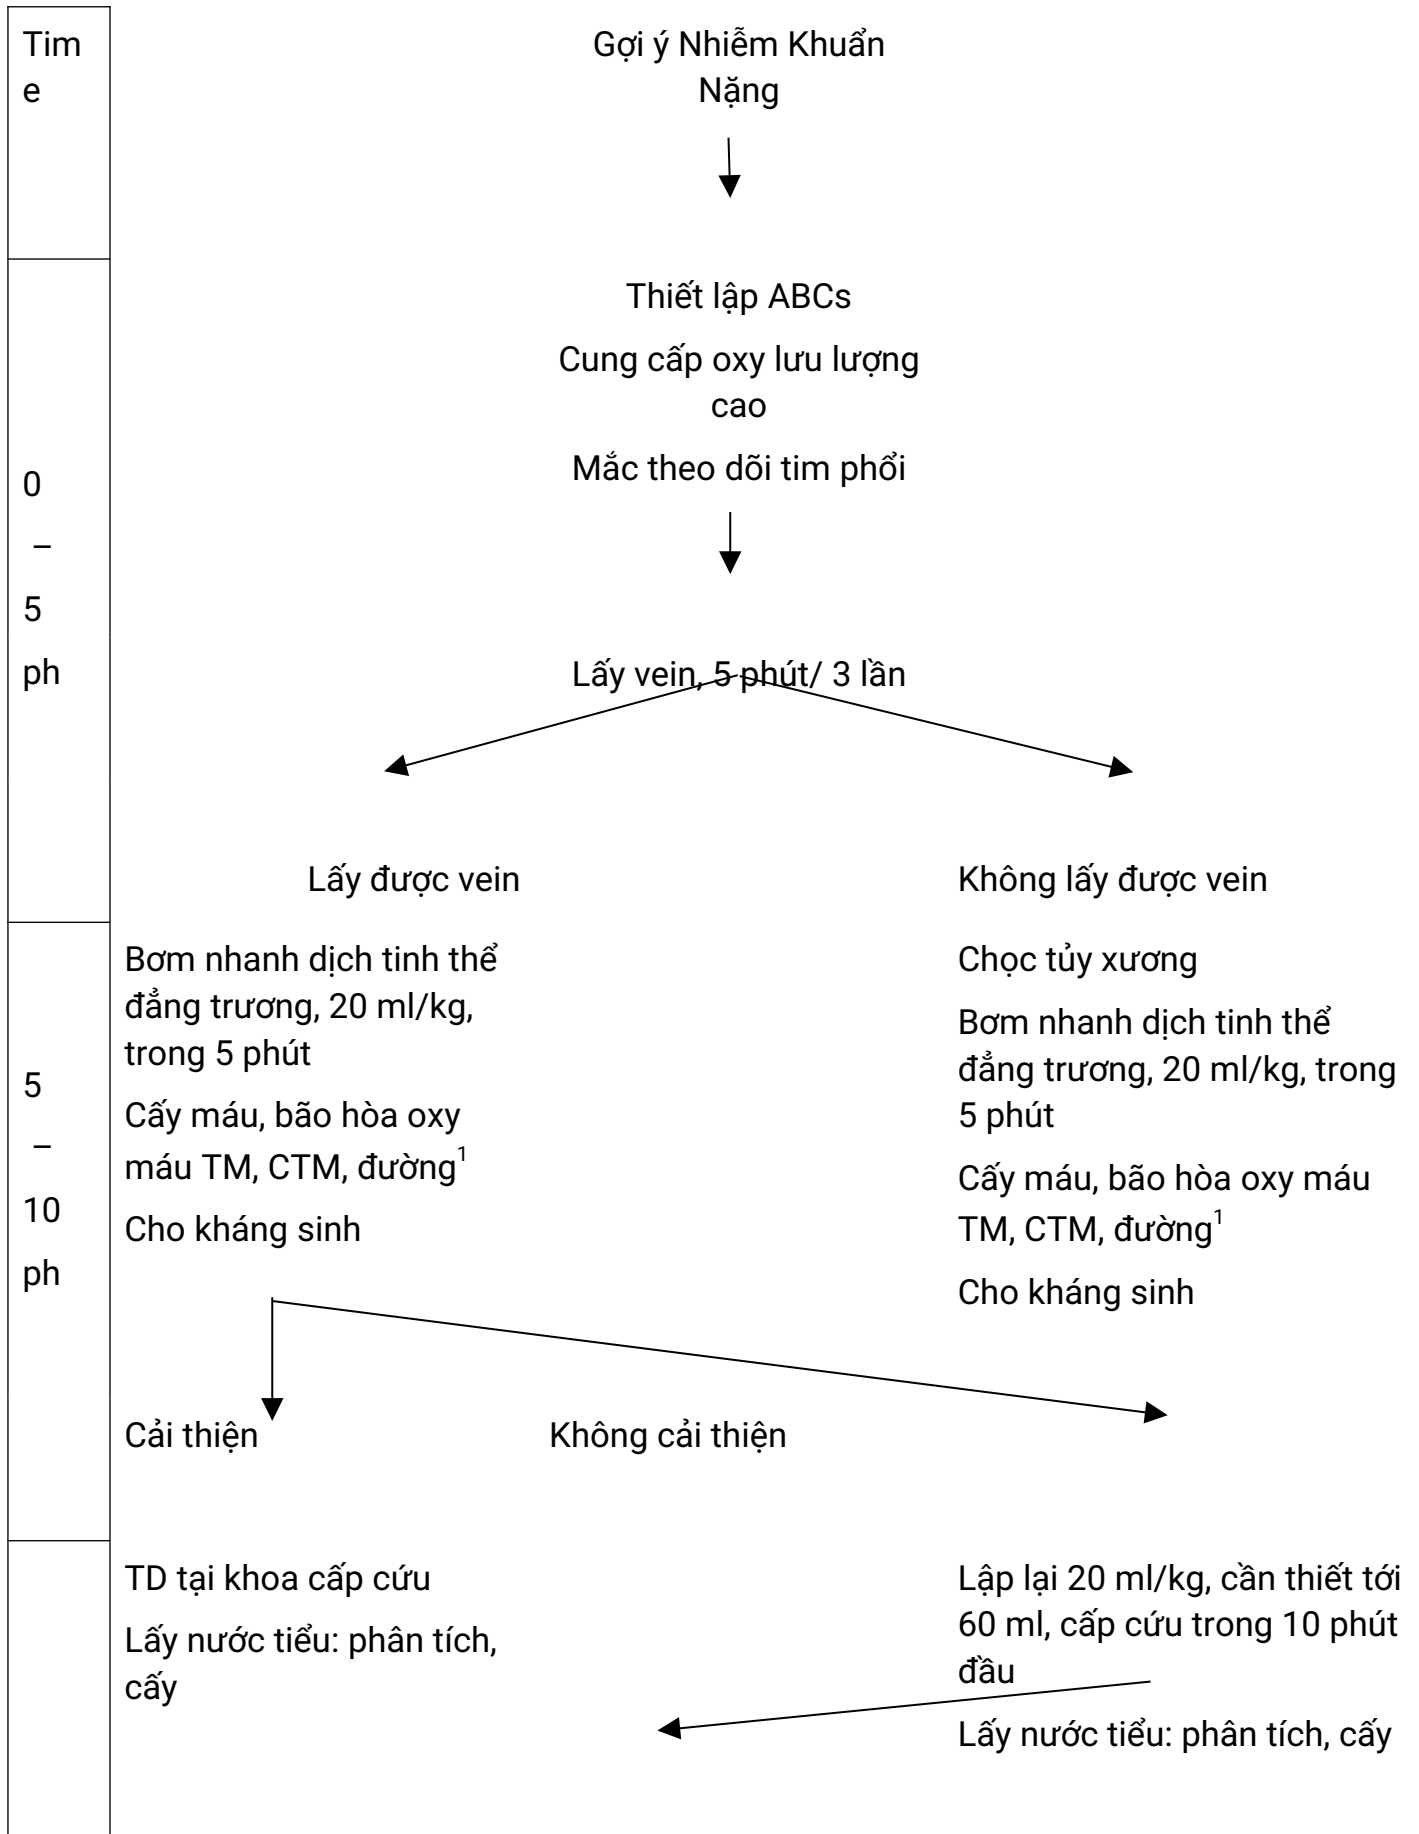 Tim
e
Gợi ý Nhiễm Khuẩn
Nặng
Thiết lập ABCs
Cung cấp oxy lưu lượng
cao
Mắc theo dõi tim phổi
0
–
5
ph
Lấy vein, 5 phút/ 3 lần
Lấy được vein
Không lấy được vein
5
–
10
ph
Bơm nhanh dịch tinh thể
đẳng trương, 20 ml/kg,
trong 5 phút
Cấy máu, bão hòa oxy
máu TM, CTM, đường¹
Cho kháng sinh
Chọc tủy xương
Bơm nhanh dịch tinh thể
đẳng trương, 20 ml/kg, trong
5 phút
Cấy máu, bão hòa oxy máu
TM, CTM, đường¹
Cho kháng sinh
Cải thiện
Không cải thiện
TD tại khoa cấp cứu
Lấy nước tiểu: phân tích,
cấy
Lập lại 20 ml/kg, cần thiết tới
60 ml, cấp cứu trong 10 phút
đầu
Lấy nước tiểu: phân tích, cấy